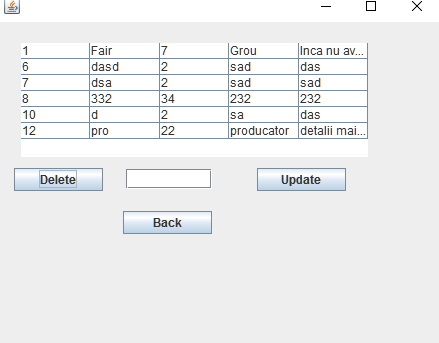 1 Fair 7 Grou Inca nu av...
6 dasd 2 sad das
7 dsa 2 sad sad
8 332 34 232 232
10 d 2 sa das
12 pro 22 producator detalii mai...
Delete Update
Back